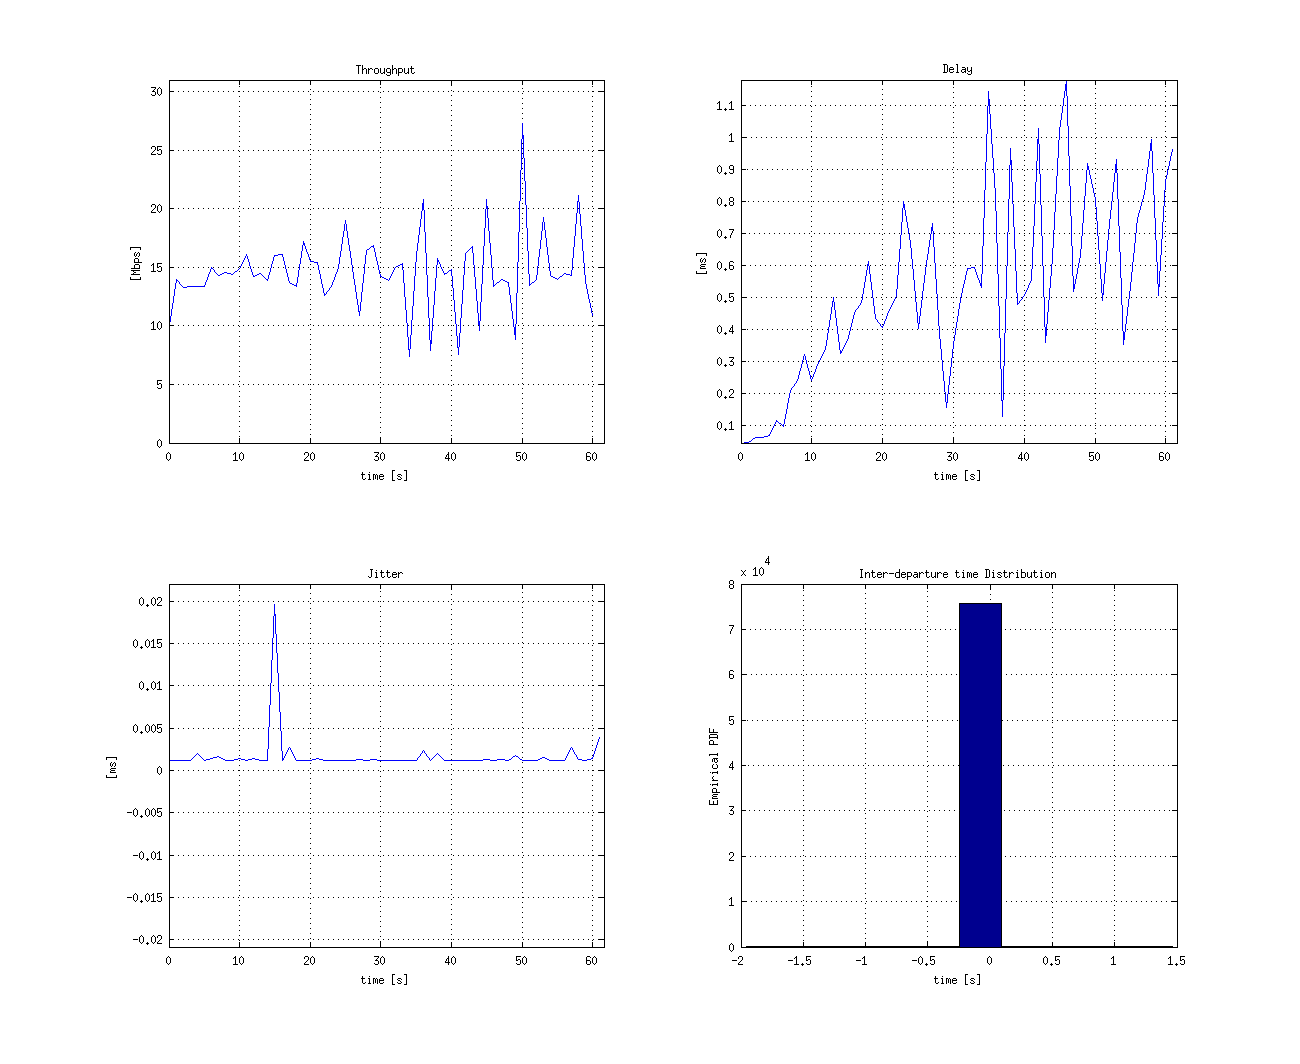 Throughput
30
25
20
15
10
5
0
[Mbps]
0 10 20 30 40 50 60
time [s]
Delay
1.1
1
0.9
0.8
0.7
0.6
0.5
0.4
0.3
0.2
0.1
[ms]
0 10 20 30 40 50 60
time [s]
Jitter
0.02
0.015
0.01
0.005
0
-0.005
-0.01
-0.015
-0.02
[ms]
0 10 20 30 40 50 60
time [s]
x 10^4
Inter-departure time Distribution
8
7
6
5
4
3
2
1
0
Empirical PDF
-2 -1.5 -1 -0.5 0 0.5 1 1.5
time [s]